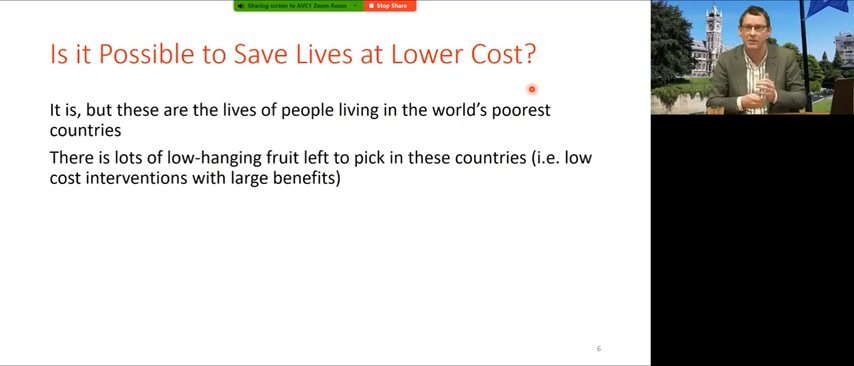 Sharing screen to AVC1 Zoom Room
Stop Share
Is it Possible to Save Lives at Lower Cost?
It is, but these are the lives of people living in the world's poorest
countries
There is lots of low-hanging fruit left to pick in these countries (i.e. low
cost interventions with large benefits)
6